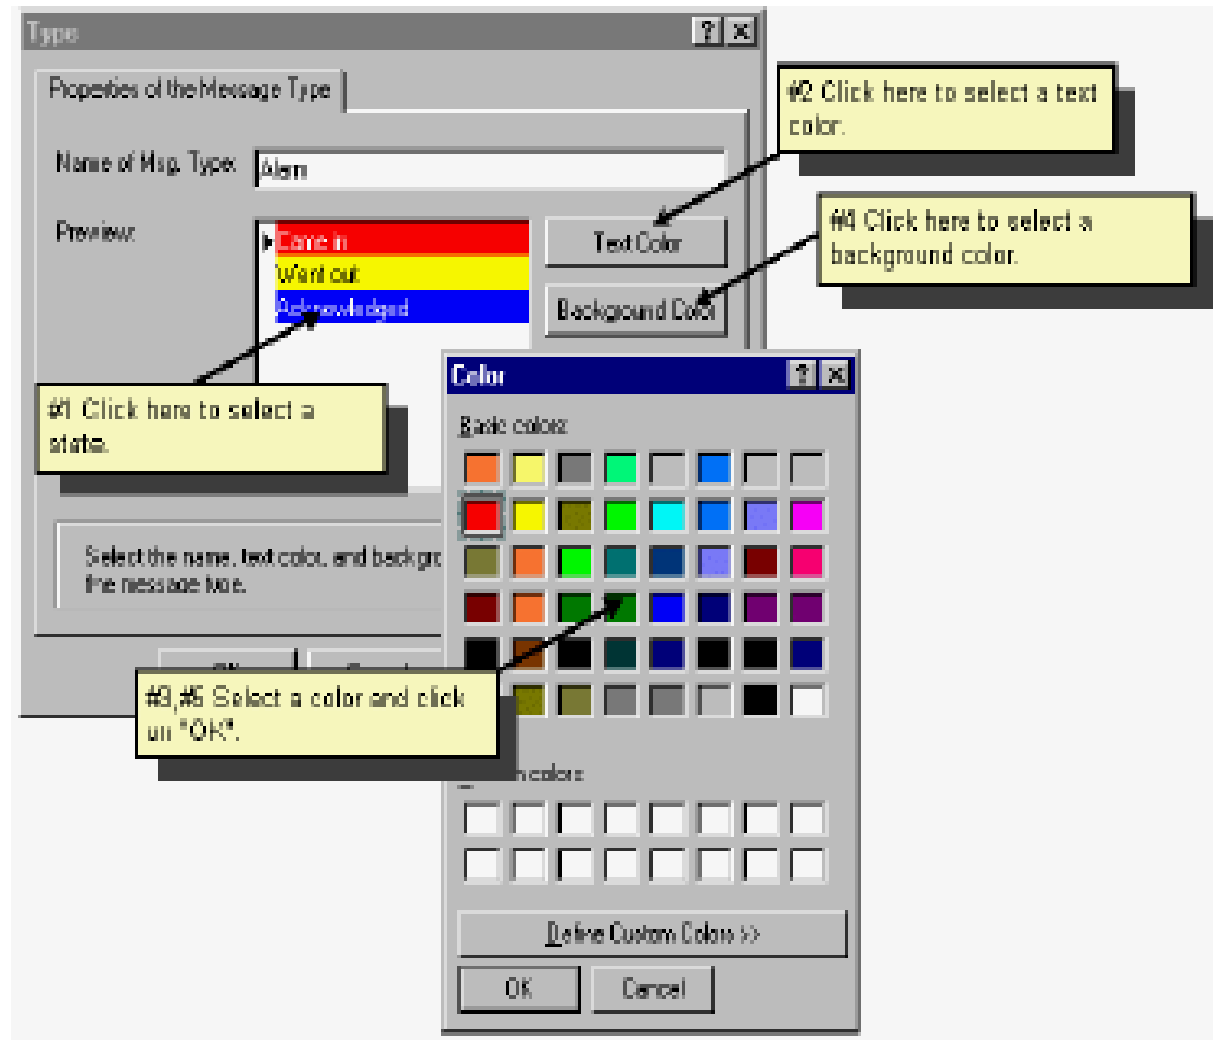 Type
Properties of the Message Type
Name of Msg. Type: Alarm
Preview:
Came in
Went out
Acknowledged
Text Color
Background Color
#2 Click here to select a text
color.
#4 Click here to select a
background color.
#1 Click here to select a
state.
Select the name, text color, and backgro
the message type.
Color
Basic colors:
#3,#5 Select a color and click
on "OK".
m colors:
Define Custom Colors >>
OK
Cancel